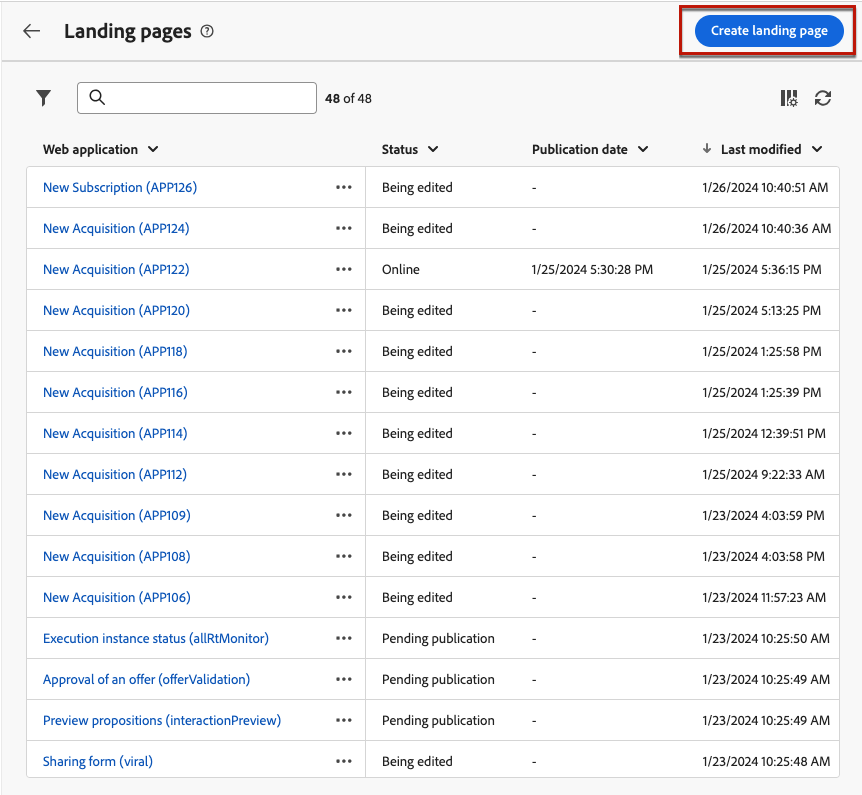 Landing pages
Create landing page
48 of 48
Web application Status Publication date Last modified
New Subscription (APP126) Being edited - 1/26/2024 10:40:51 AM
New Acquisition (APP124) Being edited - 1/26/2024 10:40:36 AM
New Acquisition (APP122) Online 1/25/2024 5:30:28 PM 1/25/2024 5:36:15 PM
New Acquisition (APP120) Being edited - 1/25/2024 5:13:25 PM
New Acquisition (APP118) Being edited - 1/25/2024 1:25:58 PM
New Acquisition (APP116) Being edited - 1/25/2024 1:25:39 PM
New Acquisition (APP114) Being edited - 1/25/2024 12:39:51 PM
New Acquisition (APP112) Being edited - 1/25/2024 9:22:33 AM
New Acquisition (APP109) Being edited - 1/23/2024 4:03:59 PM
New Acquisition (APP108) Being edited - 1/23/2024 4:03:58 PM
New Acquisition (APP106) Being edited - 1/23/2024 11:57:23 AM
Execution instance status (allRtMonitor) Pending publication - 1/23/2024 10:25:50 AM
Approval of an offer (offerValidation) Pending publication - 1/23/2024 10:25:49 AM
Preview propositions (interactionPreview) Pending publication - 1/23/2024 10:25:49 AM
Sharing form (viral) Being edited - 1/23/2024 10:25:48 AM